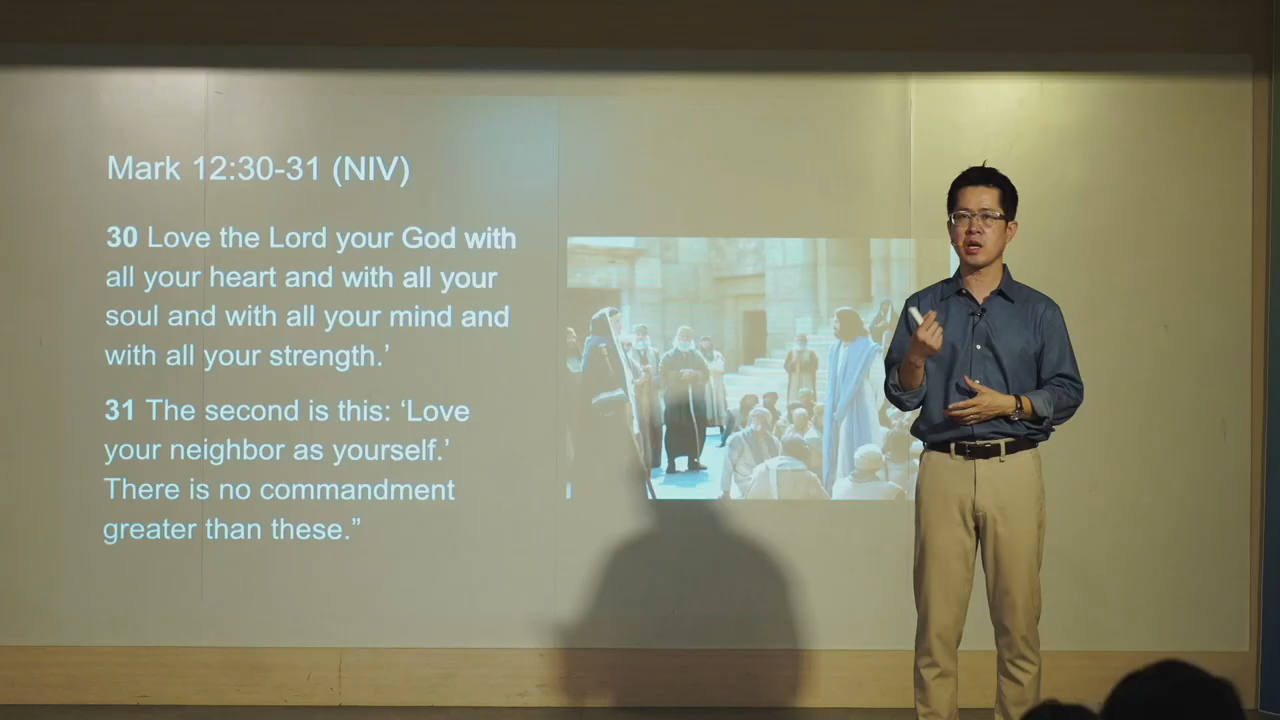 Mark 12:30-31 (NIV)
30 Love the Lord your God with
all your heart and with all your
soul and with all your mind and
with all your strength.’
31 The second is this: ‘Love
your neighbor as yourself.’
There is no commandment
greater than these.”